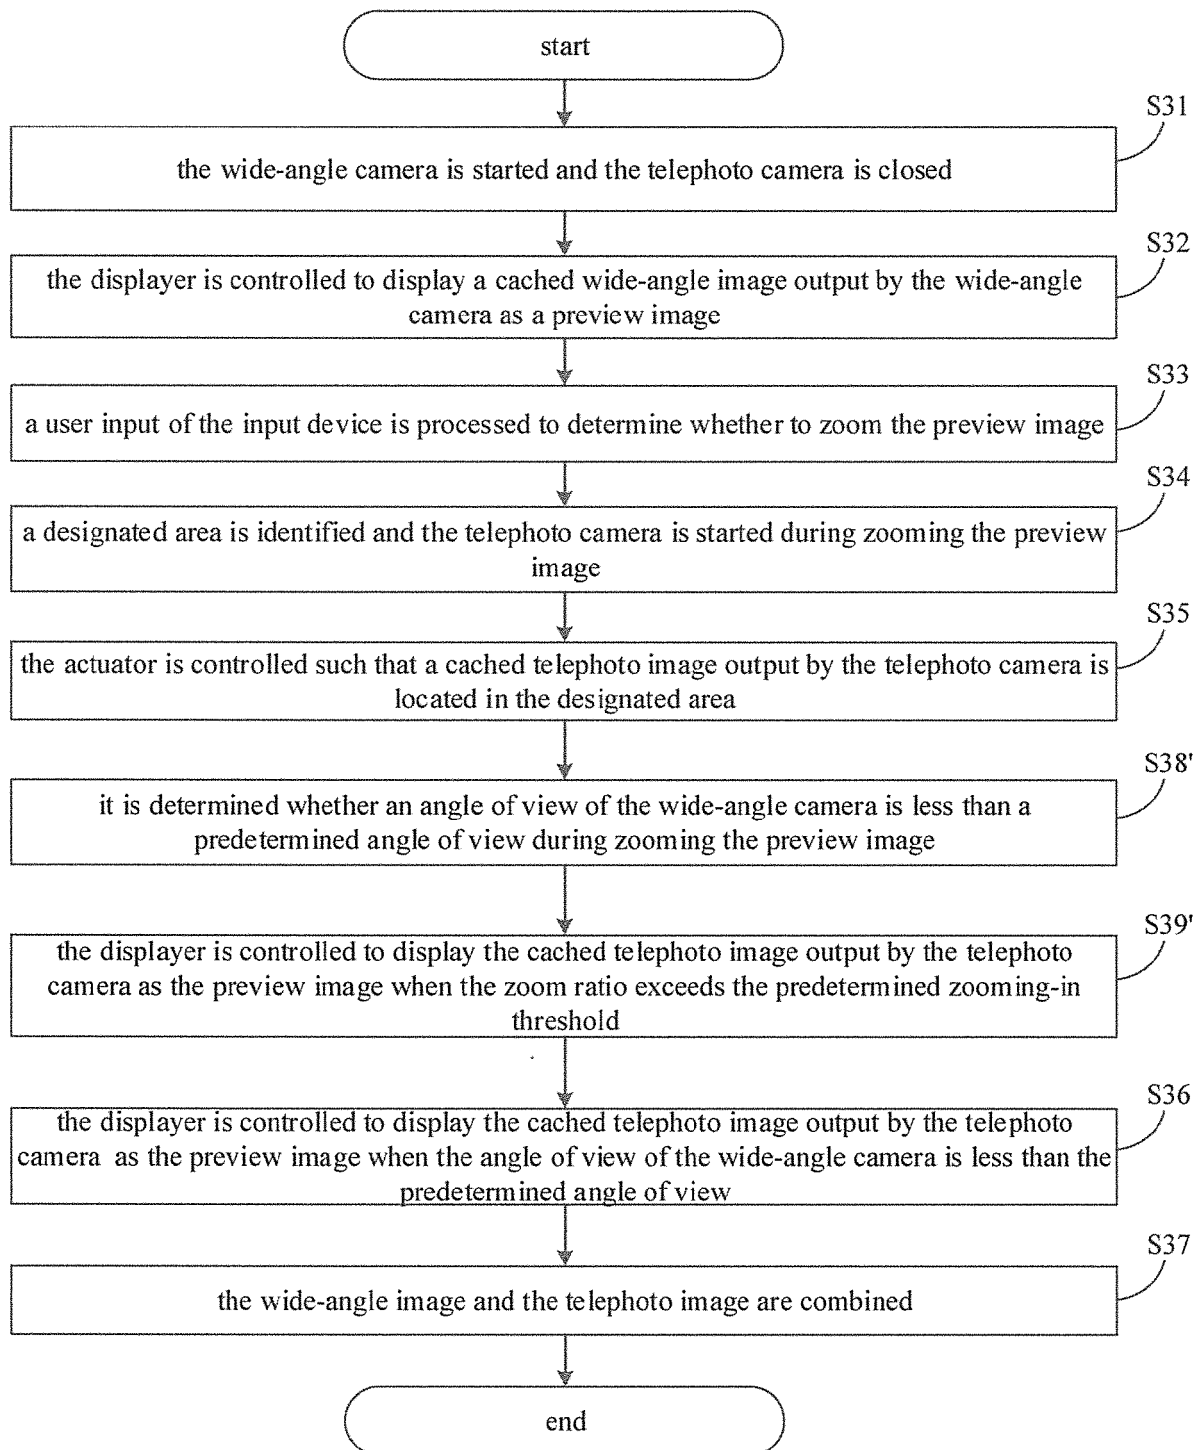 start
S31
the wide-angle camera is started and the telephoto camera is closed
S32
the displayer is controlled to display a cached wide-angle image output by the wide-angle
camera as a preview image
S33
a user input of the input device is processed to determine whether to zoom the preview image
S34
a designated area is identified and the telephoto camera is started during zooming the preview
image
S35
the actuator is controlled such that a cached telephoto image output by the telephoto camera is
located in the designated area
S38'
it is determined whether an angle of view of the wide-angle camera is less than a
predetermined angle of view during zooming the preview image
S39'
the displayer is controlled to display the cached telephoto image output by the telephoto
camera as the preview image when the zoom ratio exceeds the predetermined zooming-in
threshold
S36
the displayer is controlled to display the cached telephoto image output by the telephoto
camera as the preview image when the angle of view of the wide-angle camera is less than the
predetermined angle of view
S37
the wide-angle image and the telephoto image are combined
end